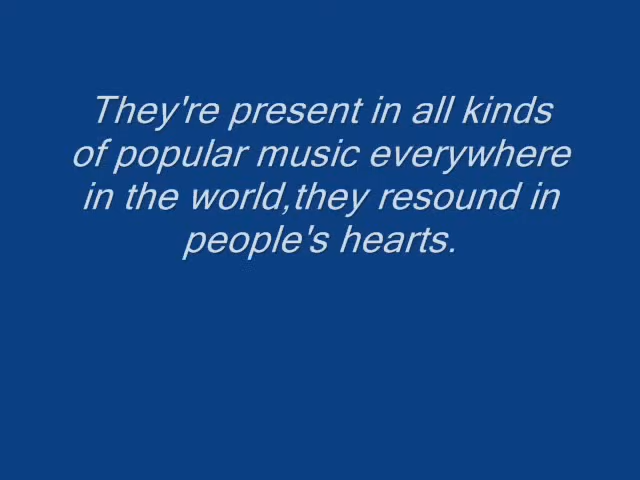 They're present in all kinds
of popular music everywhere
in the world,they resound in
people's hearts.